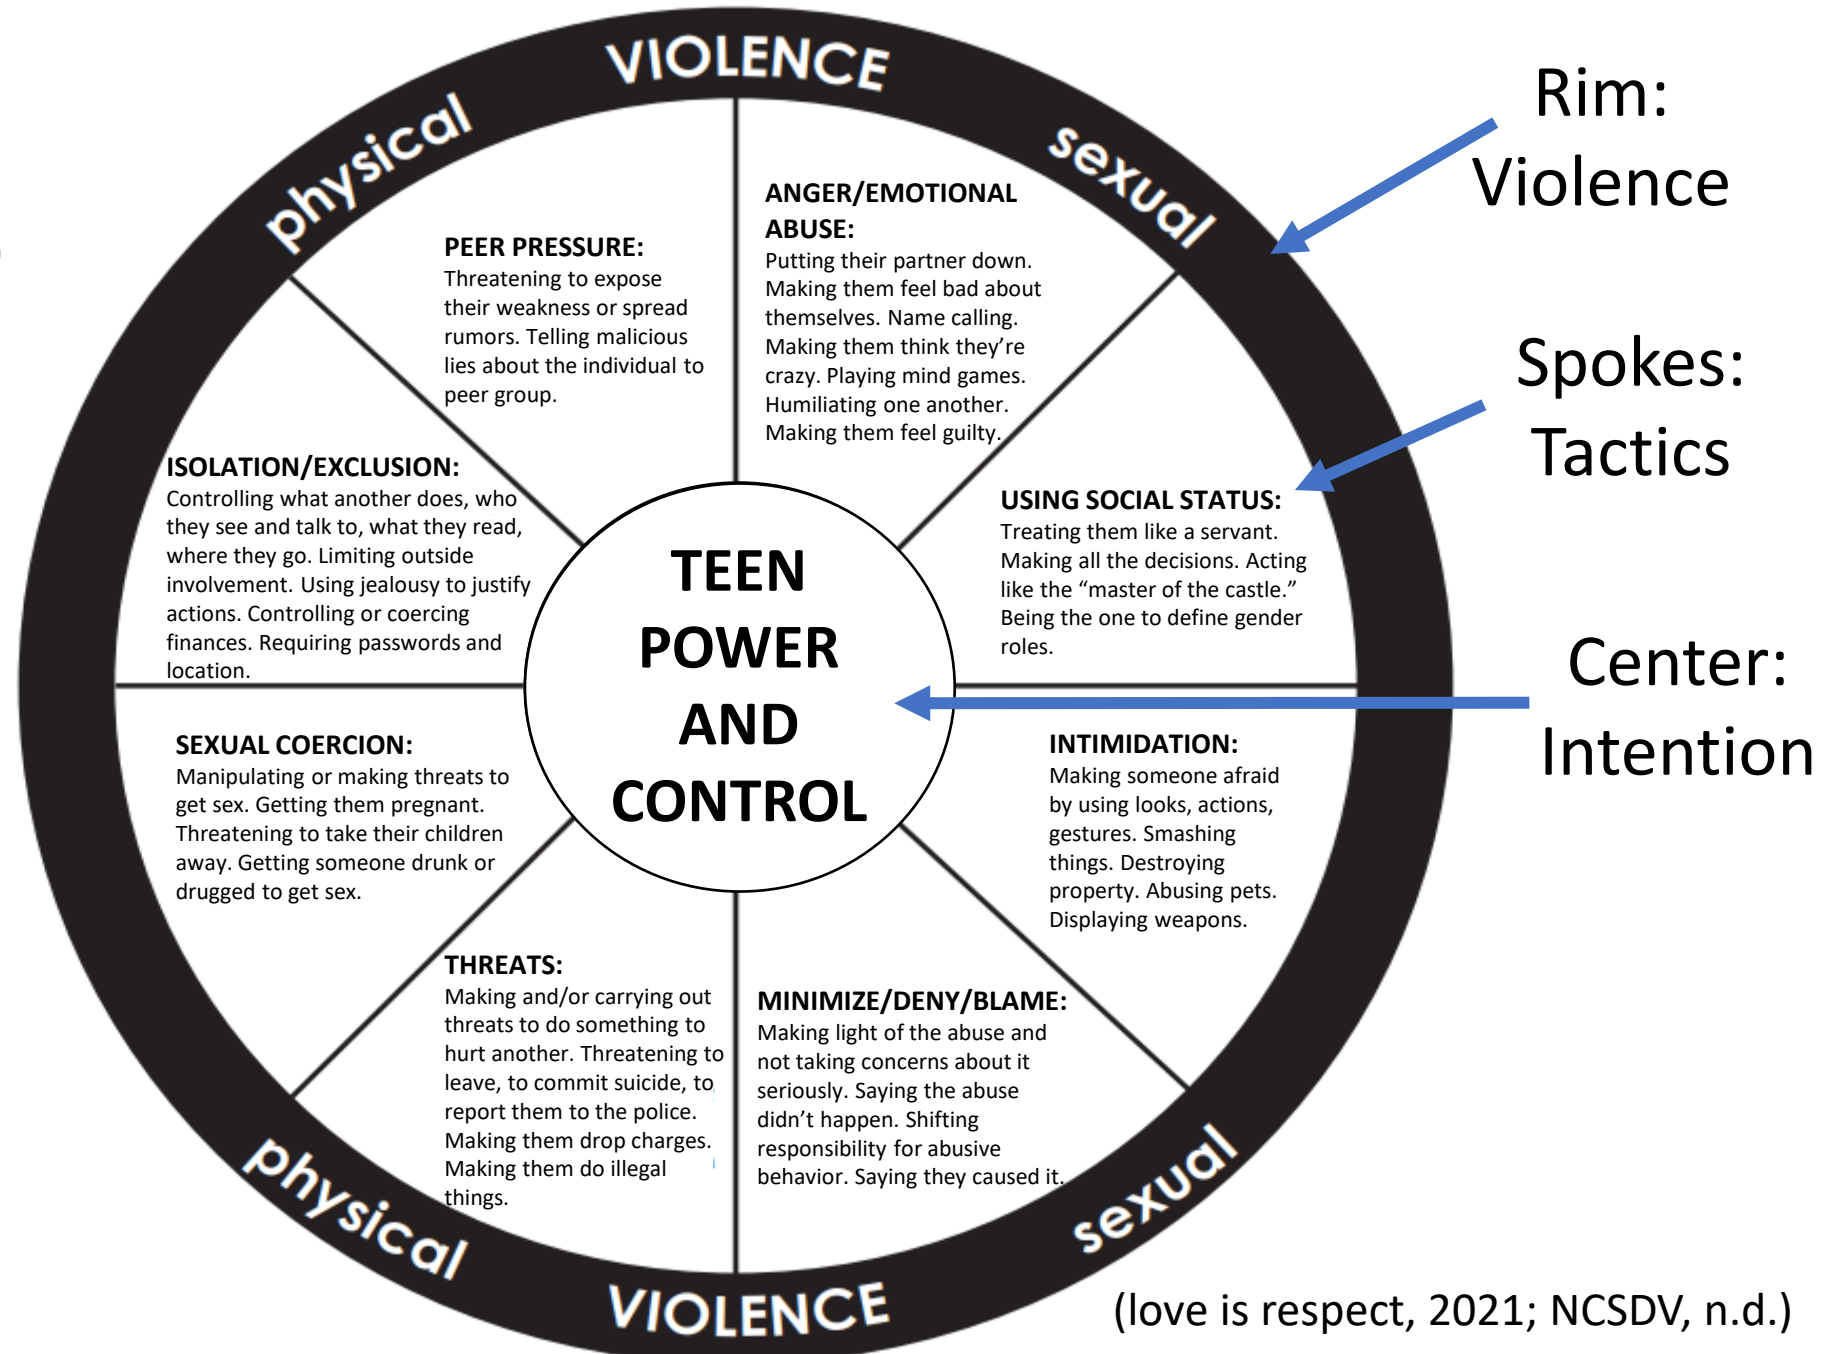 VIOLENCE
physical
sexual
Rim:
Violence
ANGER/EMOTIONAL
ABUSE:
Putting their partner down.
Making them feel bad about
themselves. Name calling.
Making them think they’re
crazy. Playing mind games.
Humiliating one another.
Making them feel guilty.
PEER PRESSURE:
Threatening to expose
their weakness or spread
rumors. Telling malicious
lies about the individual to
peer group.
Spokes:
Tactics
ISOLATION/EXCLUSION:
Controlling what another does, who
they see and talk to, what they read,
where they go. Limiting outside
involvement. Using jealousy to justify
actions. Controlling or coercing
finances. Requiring passwords and
location.
USING SOCIAL STATUS:
Treating them like a servant.
Making all the decisions. Acting
like the “master of the castle.”
Being the one to define gender
roles.
TEEN
POWER
AND
CONTROL
Center:
Intention
SEXUAL COERCION:
Manipulating or making threats to
get sex. Getting them pregnant.
Threatening to take their children
away. Getting someone drunk or
drugged to get sex.
INTIMIDATION:
Making someone afraid
by using looks, actions,
gestures. Smashing
things. Destroying
property. Abusing pets.
Displaying weapons.
THREATS:
Making and/or carrying out
threats to do something to
hurt another. Threatening to
leave, to commit suicide, to
report them to the police.
Making them drop charges.
Making them do illegal
things.
MINIMIZE/DENY/BLAME:
Making light of the abuse and
not taking concerns about it
seriously. Saying the abuse
didn’t happen. Shifting
responsibility for abusive
behavior. Saying they caused it.
physical
sexual
VIOLENCE
(love is respect, 2021; NCSDV, n.d.)